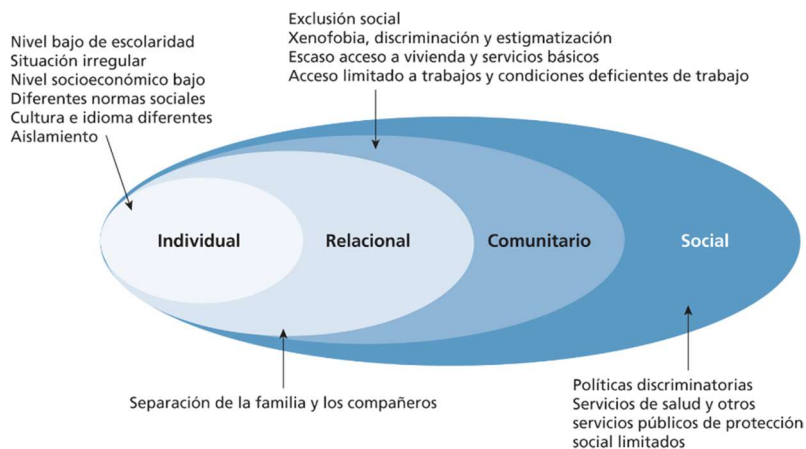 Nivel bajo de escolaridad
Situación irregular
Nivel socioeconómico bajo
Diferentes normas sociales
Cultura e idioma diferentes
Aislamiento
Exclusión social
Xenofobia, discriminación y estigmatización
Escaso acceso a vivienda y servicios básicos
Acceso limitado a trabajos y condiciones deficientes de trabajo
Individual
Relacional
Comunitario
Social
Separación de la familia y los compañeros
Políticas discriminatorias
Servicios de salud y otros
servicios públicos de protección
social limitados